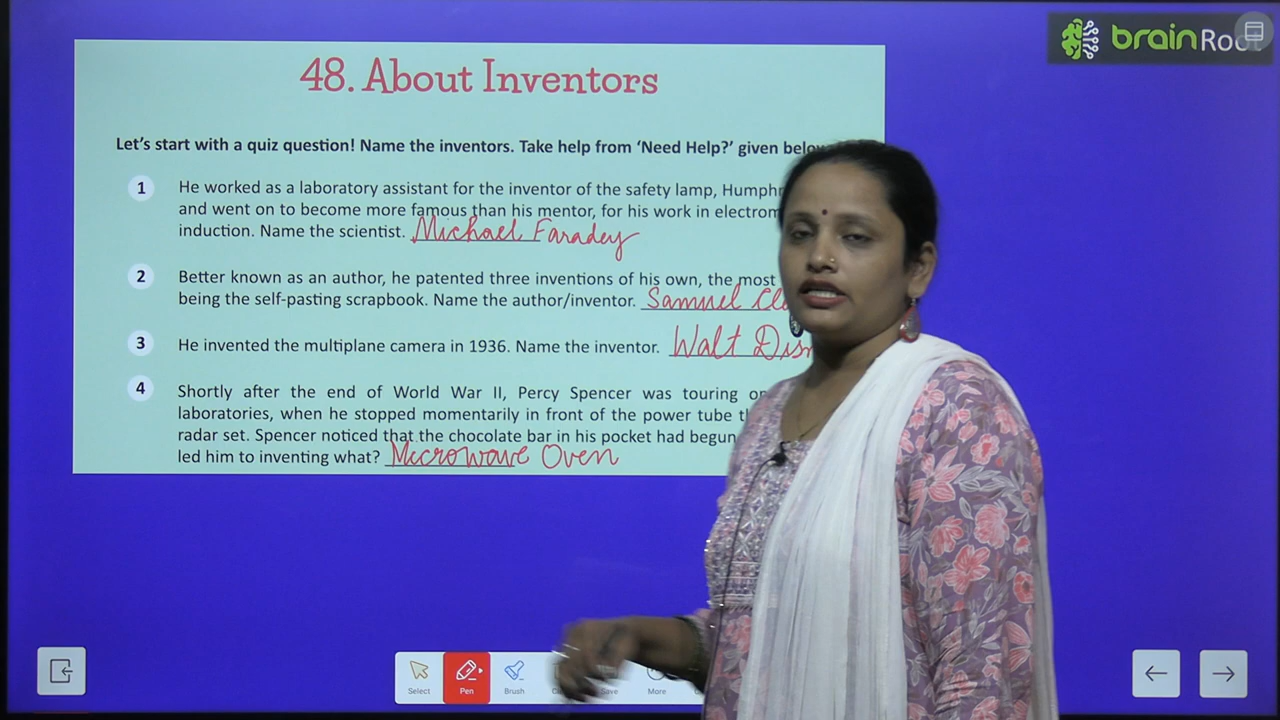 brainRoot
48. About Inventors
Let's start with a quiz question! Name the inventors. Take help from 'Need Help?' given below
1 He worked as a laboratory assistant for the inventor of the safety lamp,
and went on to become more famous than his mentor, for his work in
induction. Name the scientist. Michael Faradey
2 Better known as an author, he patented three inventions of his own, the most
being the self-pasting scrapbook. Name the author/inventor. Samuel
3 He invented the multiplane camera in 1936. Name the inventor. Walt
4 Shortly after the end of World War II, Percy Spencer was touring
laboratories, when he stopped momentarily in front of the power tube
radar set. Spencer noticed that the chocolate bar in his pocket had begun
led him to inventing what? Microwave Oven
Select Pen Brush Save More